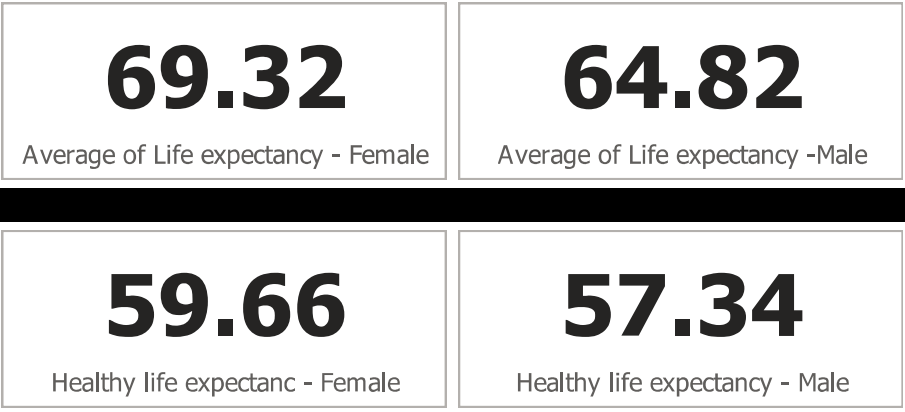 69.32
Average of Life expectancy - Female
64.82
Average of Life expectancy -Male
59.66
Healthy life expectanc - Female
57.34
Healthy life expectancy - Male